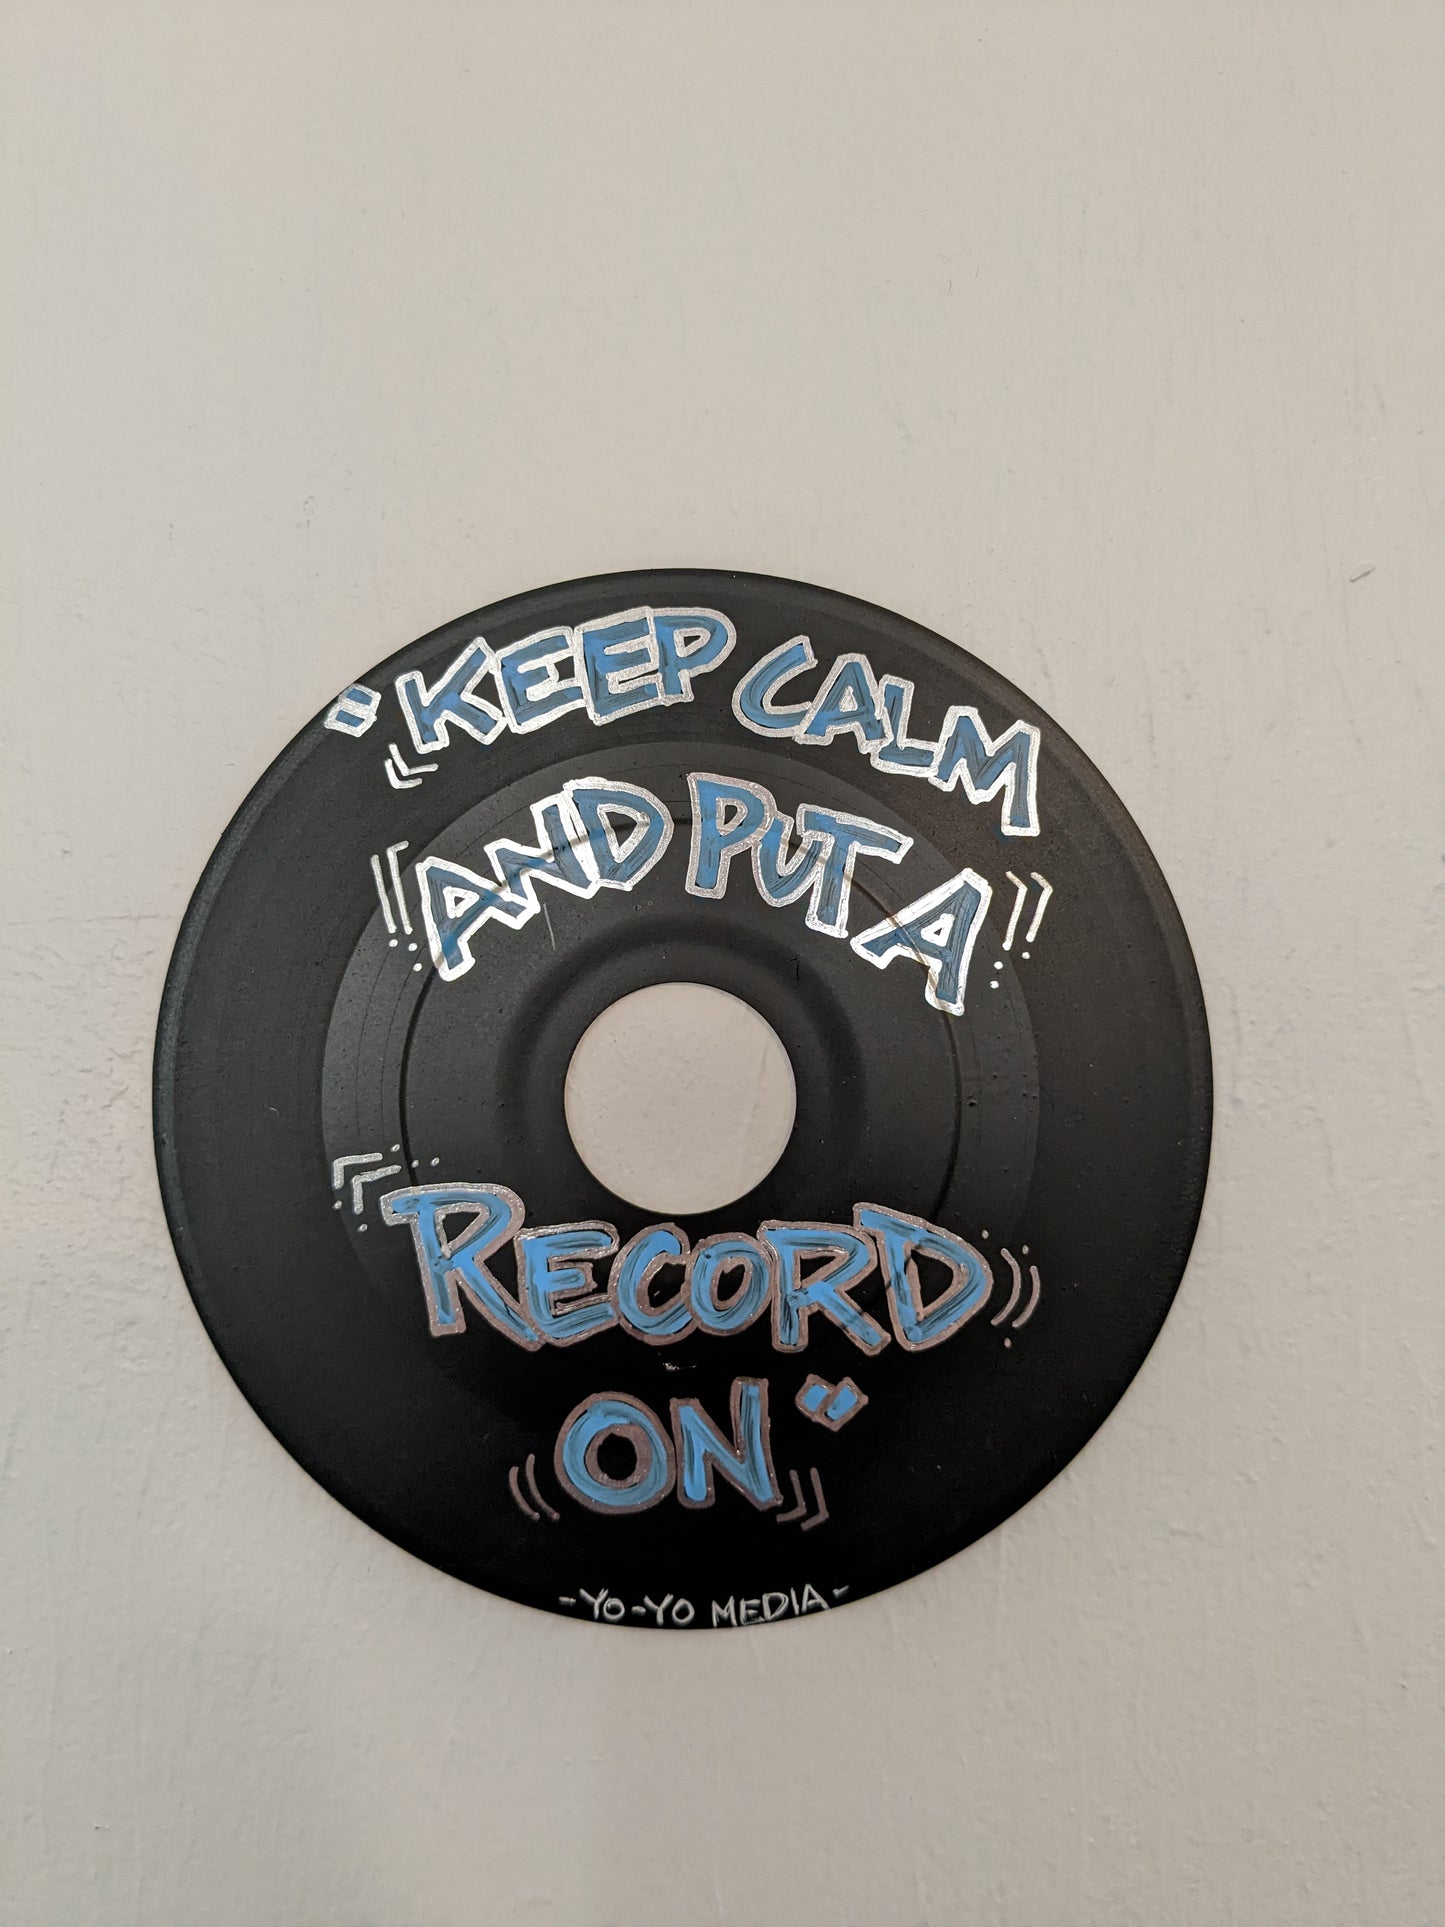 "KEEP CALM
AND PUT A
RECORD
ON"
-YO-YO MEDIA-